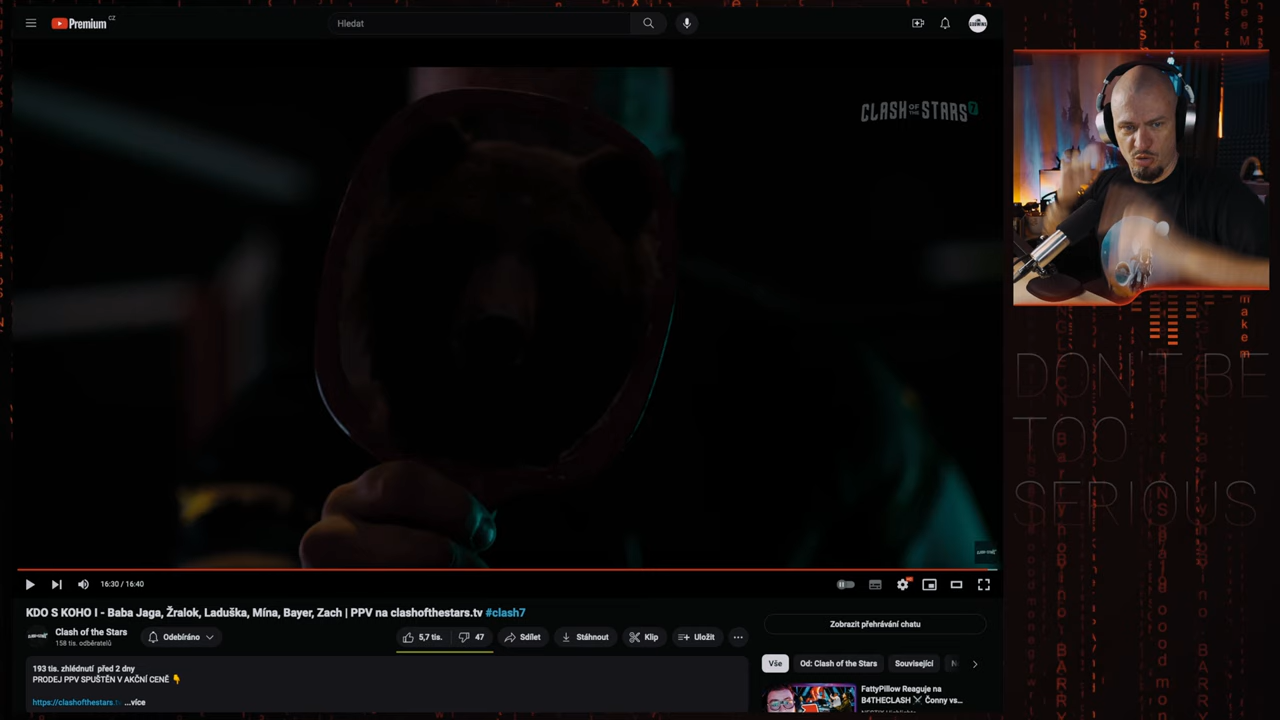 Premium CZ
Hledat
CLASH OF THE STARS 7
16:30 / 16:40
KDO S KOHO I - Baba Jaga, Žralok, Laduška, Mína, Bayer, Zach | PPV na clashofthestars.tv #clash7
Clash of the Stars
158 tis. odběratelů
Odebíráno
5,7 tis.
47
Sdílet
Stáhnout
Klip
Uložit
193 tis. zhlédnutí před 2 dny
PRODEJ PPV SPUŠTĚN V AKČNÍ CENĚ 👇
https://clashofthestars.t
...více
Zobrazit přehrávání chatu
Vše
Od: Clash of the Stars
Související
FattyPillow Reaguje na
B4THECLASH ⚔ Čonny vs...
DON'T BE
TOO
SERIOUS